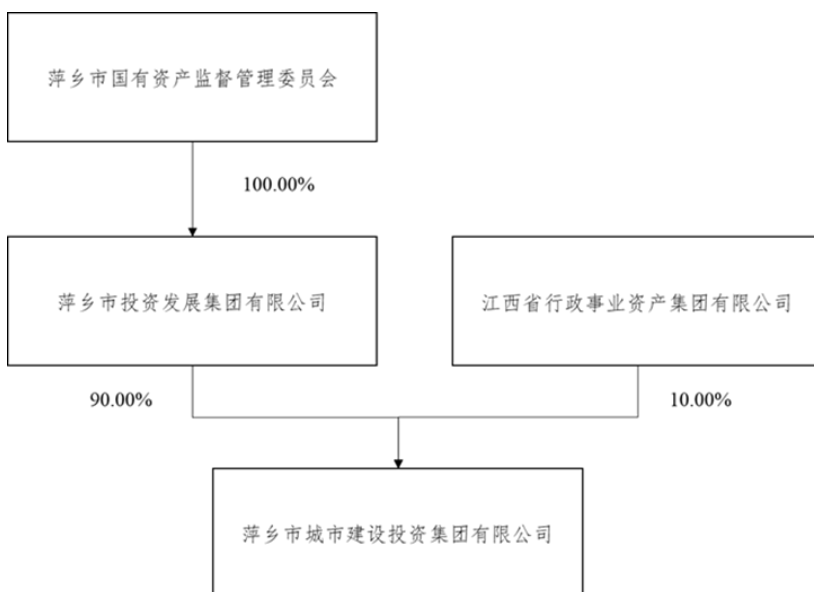 萍乡市国有资产监督管理委员会
100.00%
萍乡市投资发展集团有限公司
江西省行政事业资产集团有限公司
90.00%
10.00%
萍乡市城市建设投资集团有限公司